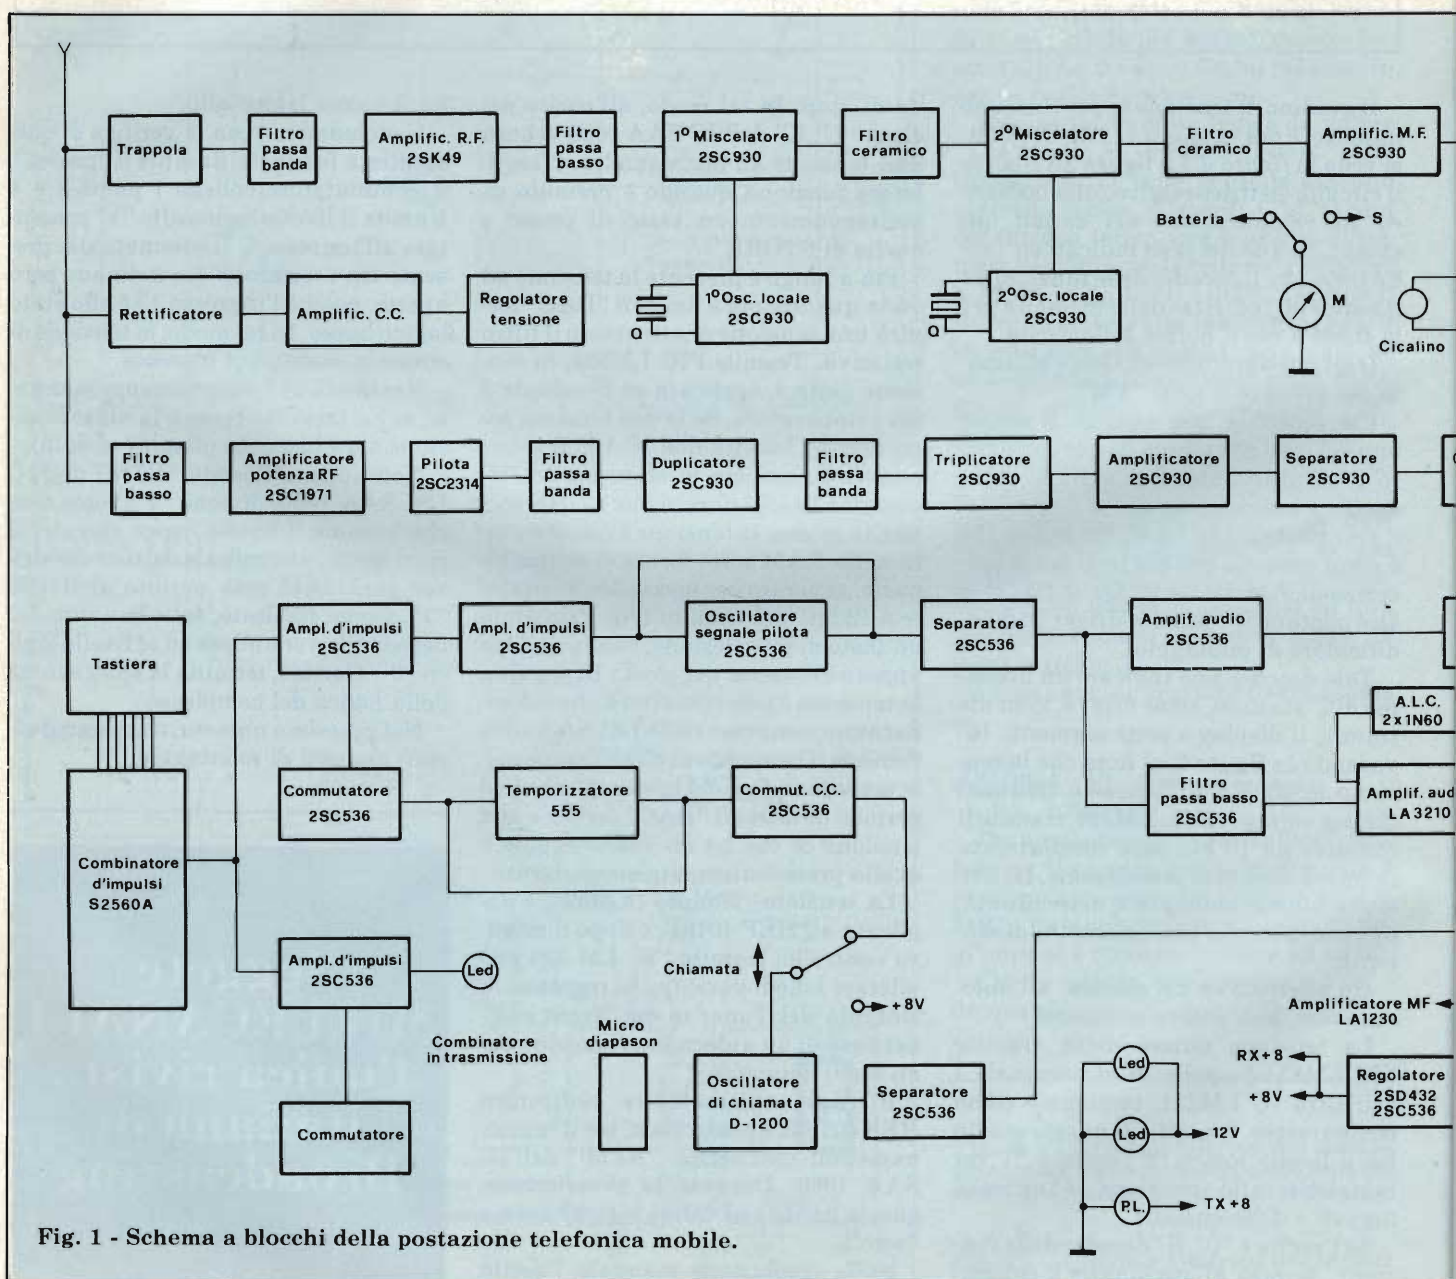 Trappola
Filtro
passa
banda
Amplific. R.F.
2SK49
Filtro
passa
basso
1º Miscelatore
2SC930
Filtro
ceramico
2º Miscelatore
2SC930
Filtro
ceramico
Amplific. M.F.
2SC930
Batteria
S
M
Cicalino
Rettificatore
Amplific. C.C.
Regolatore
tensione
Q
1º Osc. locale
2SC930
Q
2º Osc. locale
2SC930
Filtro
passa
basso
Amplificatore
potenza RF
2SC1971
Pilota
2SC2314
Filtro
passa
banda
Duplicatore
2SC930
Filtro
passa
banda
Triplicatore
2SC930
Amplificatore
2SC930
Separatore
2SC930
Tastiera
Ampl. d'impulsi
2SC536
Ampl. d'impulsi
2SC536
Oscillatore
segnale pilota
2SC536
Separatore
2SC536
Amplif. audio
2SC536
A.L.C.
2x1N60
Combinatore
d'impulsi
S2560A
Commutatore
2SC536
Temporizzatore
555
Commut. C.C.
2SC536
Filtro
passa basso
2SC536
Amplif. aud
LA3210
Ampl. d'impulsi
2SC536
Led
Chiamata
+8V
Combinatore
in trasmissione
Commutatore
Micro
diapason
Oscillatore
di chiamata
D-1200
Separatore
2SC536
Amplificatore MF
LA1230
Led
RX+8
+8V
Regolatore
2SD432
2SC536
Led
12V
P.L.
TX+8
Fig. 1 - Schema a blocchi della postazione telefonica mobile.